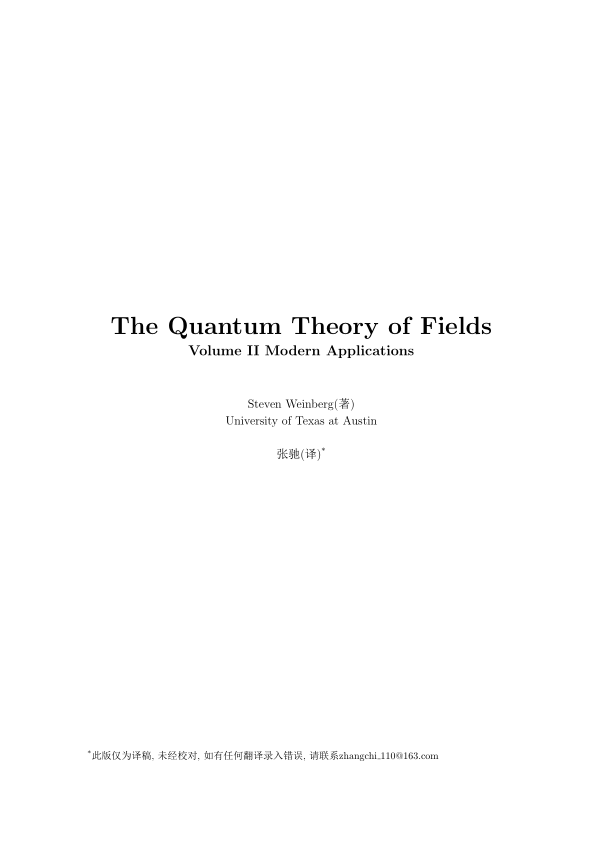 The Quantum Theory of Fields
Volume II Modern Applications
Steven Weinberg(著)
University of Texas at Austin
张驰(译)*
*此版仅为译稿, 未经校对, 如有任何翻译录入错误, 请联系zhangchi_110@163.com